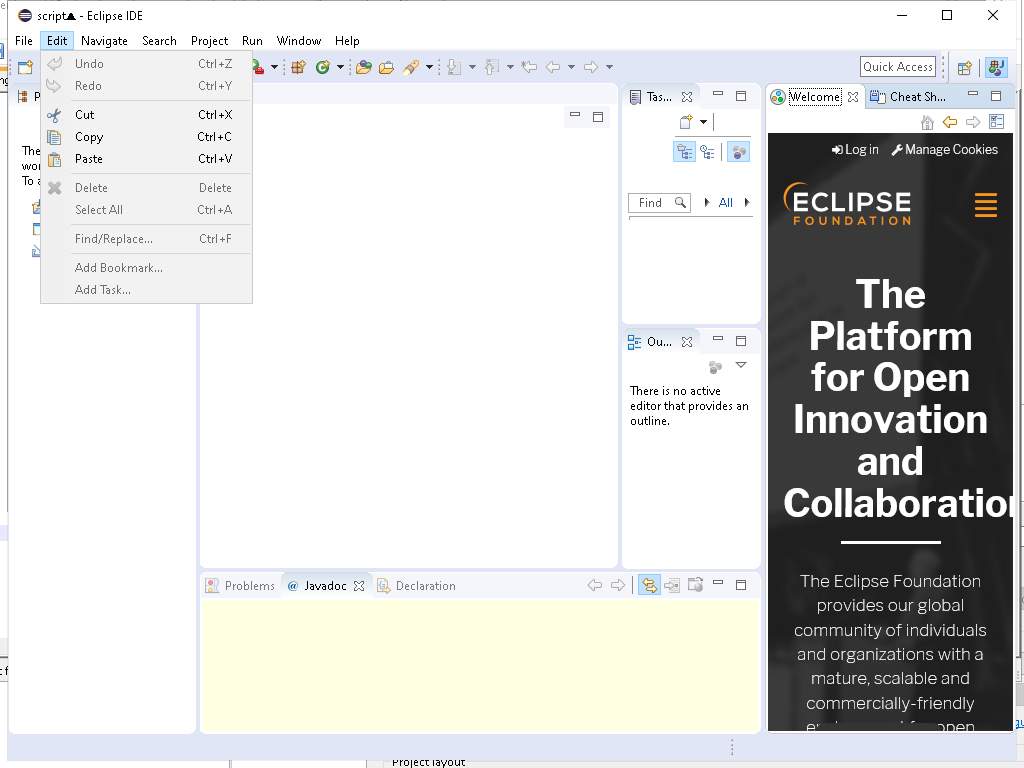 script▲ - Eclipse IDE
File Edit Navigate Search Project Run Window Help
Quick Access
Undo Ctrl+Z
Redo Ctrl+Y
Cut Ctrl+X
Copy Ctrl+C
Paste Ctrl+V
Delete Delete
Select All Ctrl+A
Find/Replace... Ctrl+F
Add Bookmark...
Add Task...
P
The
wor
To a
Tas...
Find
All
Ou...
There is no active
editor that provides an
outline.
Welcome
Cheat Sh...
Log in
Manage Cookies
ECLIPSE
FOUNDATION
The
Platform
for Open
Innovation
and
Collaboration
The Eclipse Foundation
provides our global
community of individuals
and organizations with a
mature, scalable and
commercially-friendly
Problems
@ Javadoc
Declaration
Project layout